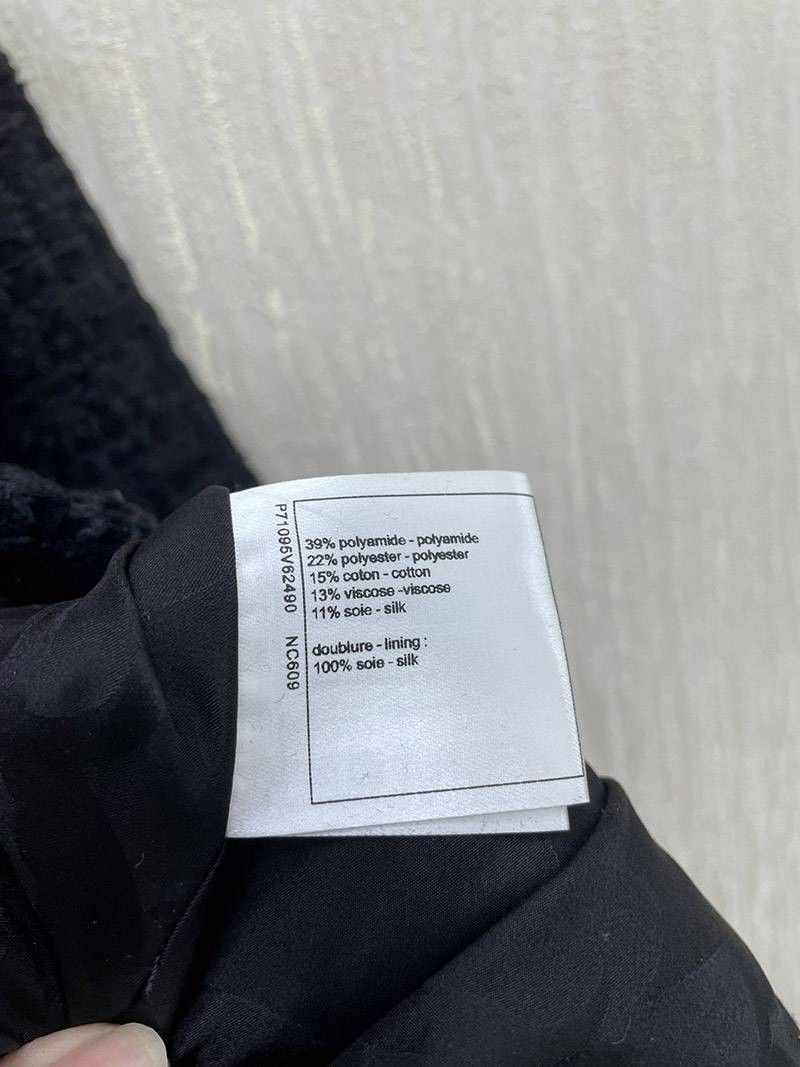 P71095V62490 NC609
39% polyamide - polyamide
22% polyester - polyester
15% coton - cotton
13% viscose -viscose
11% soie - silk
doublure - lining :
100% soie - silk